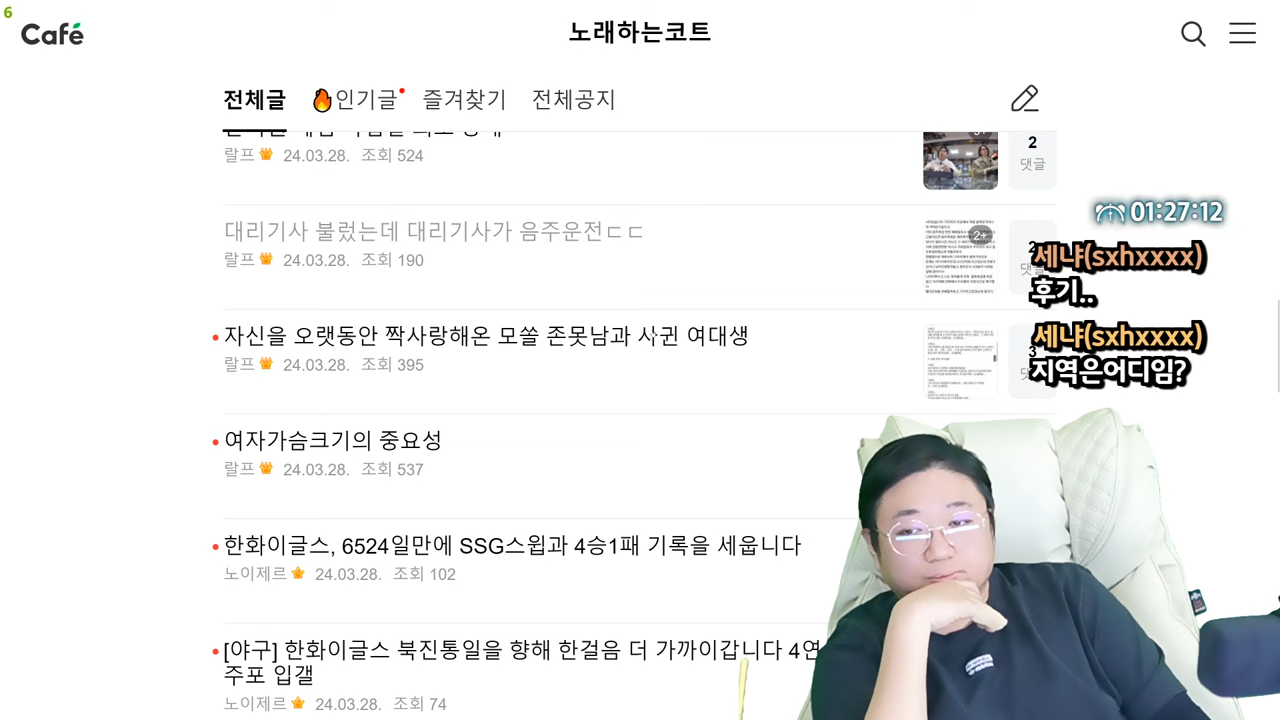 6
Café
노래하는코트
전체글
인기글
즐겨찾기
전체공지
랄프 24.03.28. 조회 524
2
댓글
대리기사 불렀는데 대리기사가 음주운전ㄷㄷ
랄프 24.03.28. 조회 190
2+
2
01:27:12
세냐(sxhxxxx)
후기..
자신을 오랫동안 짝사랑해온 모쏠 존못남과 사귄 여대생
랄프 24.03.28. 조회 395
3
세냐(sxhxxxx)
지역은어디임?
여자가슴크기의 중요성
랄프 24.03.28. 조회 537
한화이글스, 6524일만에 SSG스윕과 4승1패 기록을 세웁니다
노이제르 24.03.28. 조회 102
[야구] 한화이글스 북진통일을 향해 한걸음 더 가까이갑니다 4연
주포 입갤
노이제르 24.03.28. 조회 74